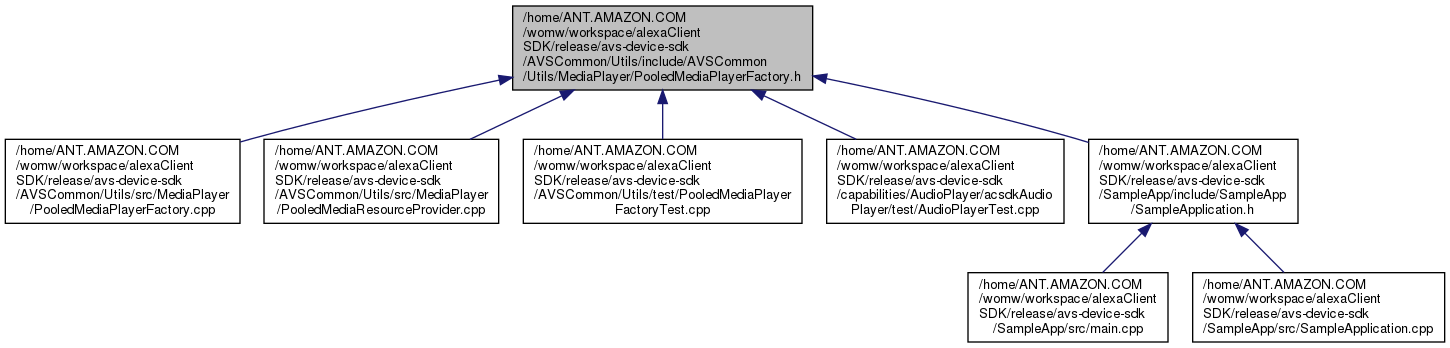 /home/ANT.AMAZON.COM
/womw/workspace/alexaClient
SDK/release/avs-device-sdk
/AVSCommon/Utils/include/AVSCommon
/Utils/MediaPlayer/PooledMediaPlayerFactory.h
/home/ANT.AMAZON.COM
/womw/workspace/alexaClient
SDK/release/avs-device-sdk
/AVSCommon/Utils/src/MediaPlayer
/PooledMediaPlayerFactory.cpp
/home/ANT.AMAZON.COM
/womw/workspace/alexaClient
SDK/release/avs-device-sdk
/AVSCommon/Utils/src/MediaPlayer
/PooledMediaResourceProvider.cpp
/home/ANT.AMAZON.COM
/womw/workspace/alexaClient
SDK/release/avs-device-sdk
/AVSCommon/Utils/test/PooledMediaPlayer
FactoryTest.cpp
/home/ANT.AMAZON.COM
/womw/workspace/alexaClient
SDK/release/avs-device-sdk
/capabilities/AudioPlayer/acsdkAudio
Player/test/AudioPlayerTest.cpp
/home/ANT.AMAZON.COM
/womw/workspace/alexaClient
SDK/release/avs-device-sdk
/SampleApp/include/SampleApp
/SampleApplication.h
/home/ANT.AMAZON.COM
/womw/workspace/alexaClient
SDK/release/avs-device-sdk
/SampleApp/src/main.cpp
/home/ANT.AMAZON.COM
/womw/workspace/alexaClient
SDK/release/avs-device-sdk
/SampleApp/src/SampleApplication.cpp